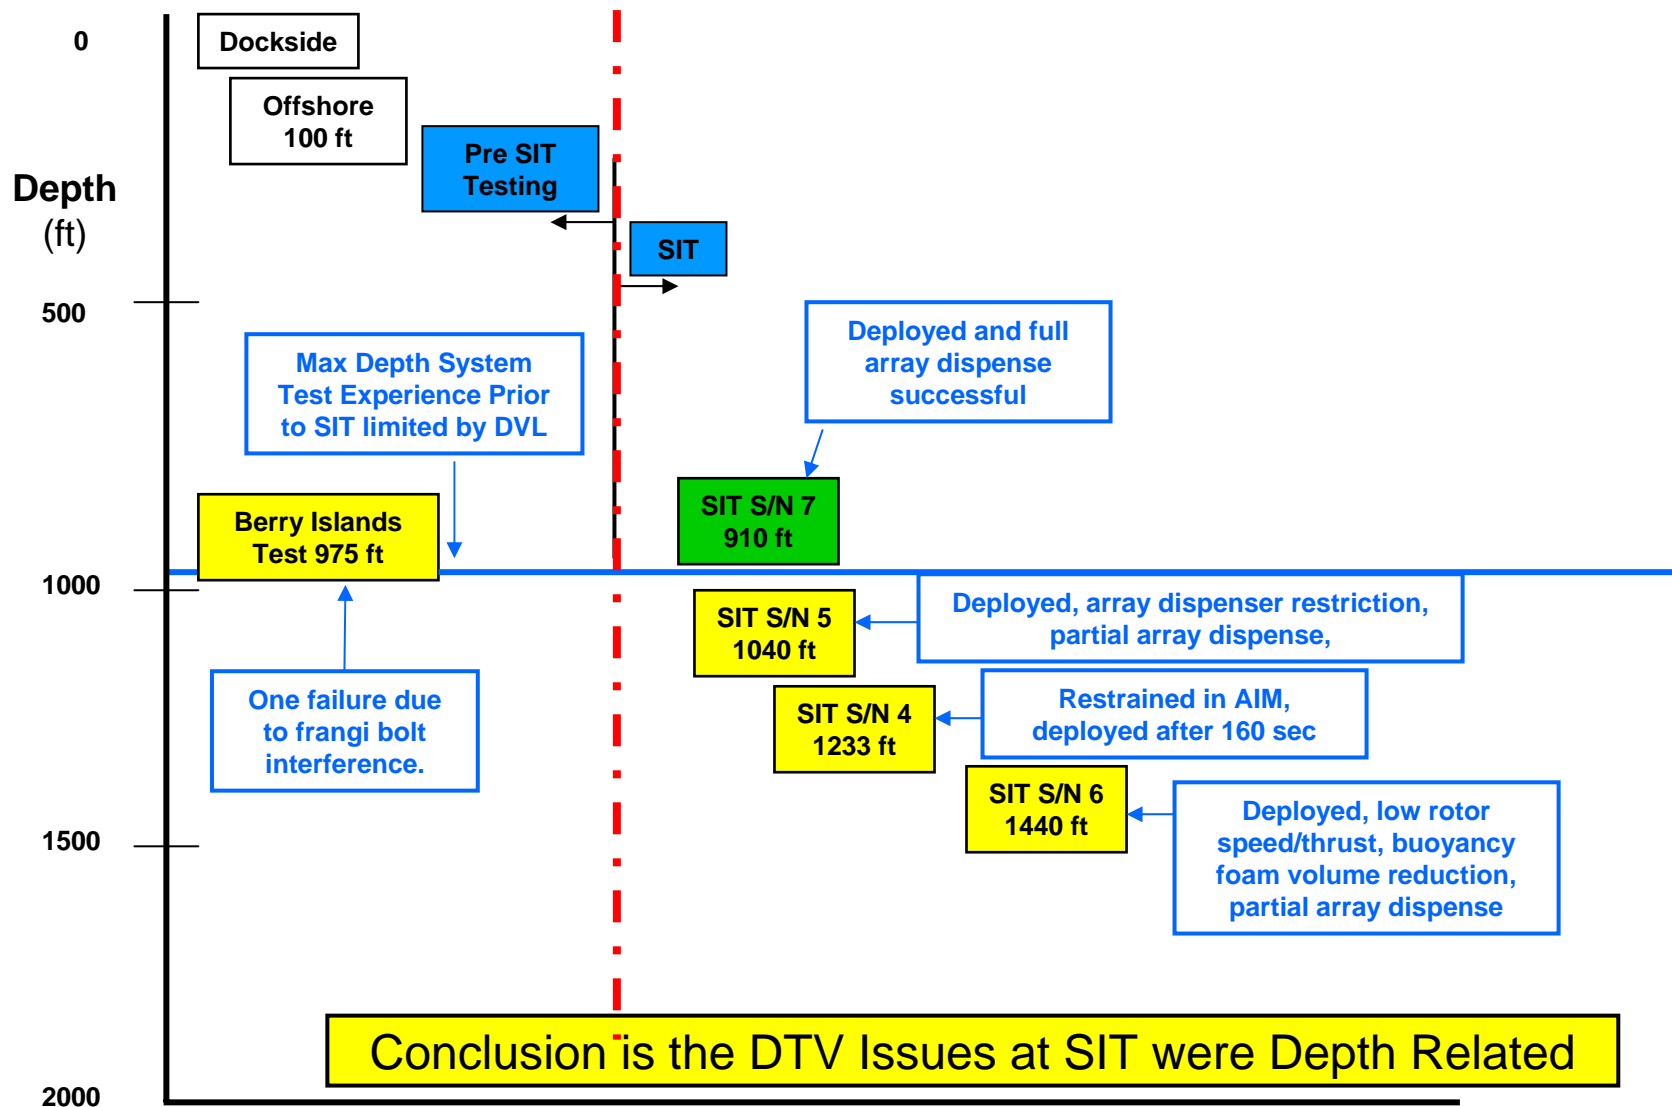 0
Dockside
Offshore
100 ft
Pre SIT
Testing
Depth
(ft)
SIT
500
Deployed and full
array dispense
successful
Max Depth System
Test Experience Prior
to SIT limited by DVL
Berry Islands
Test 975 ft
SIT S/N 7
910 ft
1000
Deployed, array dispenser restriction,
partial array dispense,
SIT S/N 5
1040 ft
One failure due
to frangi bolt
interference.
Restrained in AIM,
deployed after 160 sec
SIT S/N 4
1233 ft
SIT S/N 6
1440 ft
Deployed, low rotor
speed/thrust, buoyancy
foam volume reduction,
partial array dispense
1500
Conclusion is the DTV Issues at SIT were Depth Related
2000